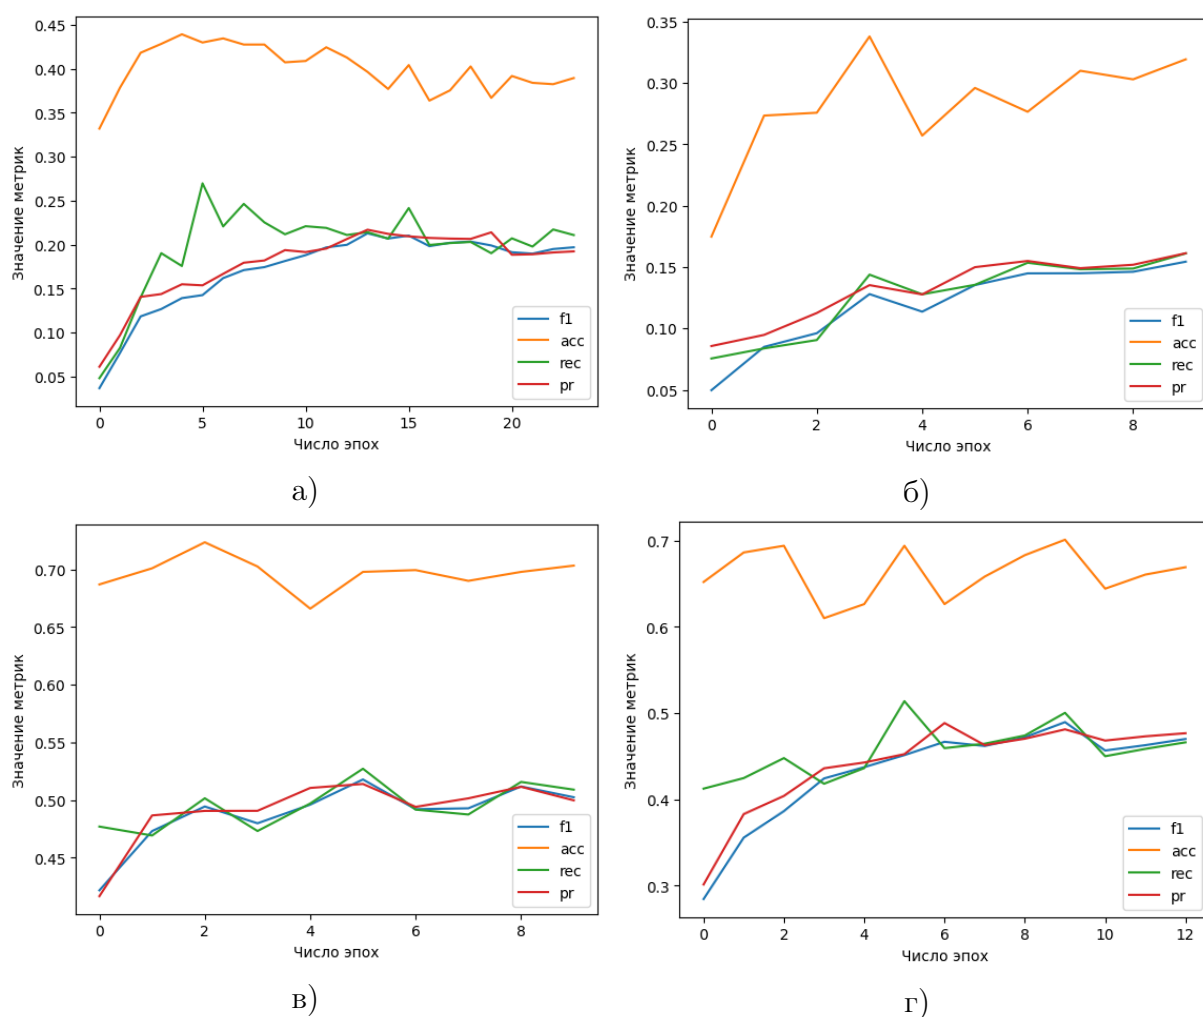 0.45
0.40
0.35
0.30
0.25
0.20
0.15
0.10
0.05
Значение метрик
0 5 10 15 20
Число эпох
f1
acc
rec
pr
а)
0.35
0.30
0.25
0.20
0.15
0.10
0.05
Значение метрик
0 2 4 6 8
Число эпох
f1
acc
rec
pr
б)
0.70
0.65
0.60
0.55
0.50
0.45
Значение метрик
0 2 4 6 8
Число эпох
f1
acc
rec
pr
в)
0.7
0.6
0.5
0.4
0.3
Значение метрик
0 2 4 6 8 10 12
Число эпох
f1
acc
rec
pr
г)